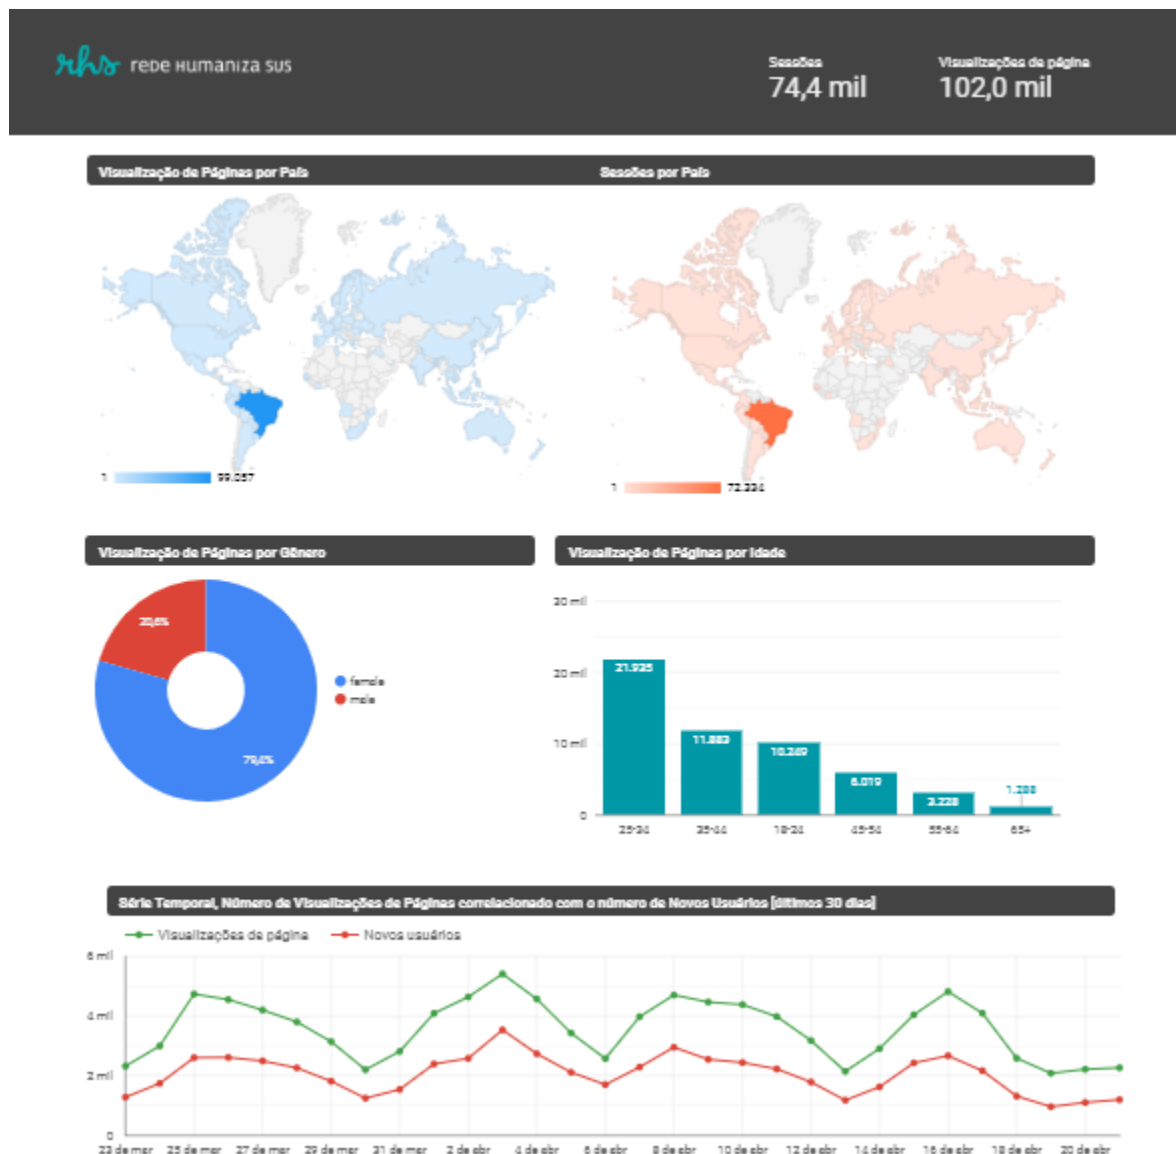 rhs REDE HUMANIZA SUS
Sessões
74,4 mil
Visualizações de página
102,0 mil
Visualização de Páginas por País
Sessões por País
1
99.057
1
72.334
Visualização de Páginas por Gênero
Visualização de Páginas por Idade
20,6%
79,4%
female
male
30 mil
20 mil
10 mil
0
21.935
11.883
10.249
6.019
3.228
1.288
25-34
35-44
18-24
45-54
55-64
65+
Série Temporal, Número de Visualizações de Páginas correlacionado com o número de Novos Usuários [últimos 30 dias]
Visualizações de página
Novos usuários
6 mil
4 mil
2 mil
0
23 de mar
25 de mar
27 de mar
29 de mar
31 de mar
2 de abr
4 de abr
6 de abr
8 de abr
10 de abr
12 de abr
14 de abr
16 de abr
18 de abr
20 de abr